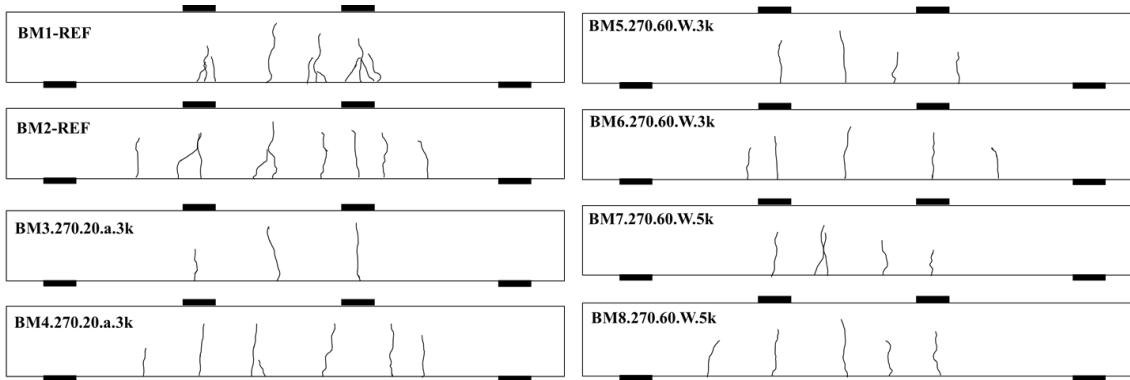 BM1-REF
BM2-REF
BM3.270.20.a.3k
BM4.270.20.a.3k
BM5.270.60.W.3k
BM6.270.60.W.3k
BM7.270.60.W.5k
BM8.270.60.W.5k